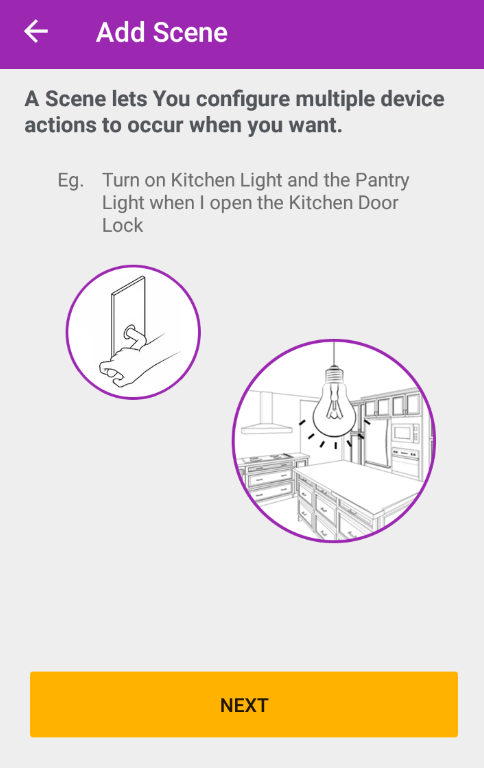 Add Scene
A Scene lets You configure multiple device
actions to occur when you want.
Eg. Turn on Kitchen Light and the Pantry
Light when I open the Kitchen Door
Lock
NEXT